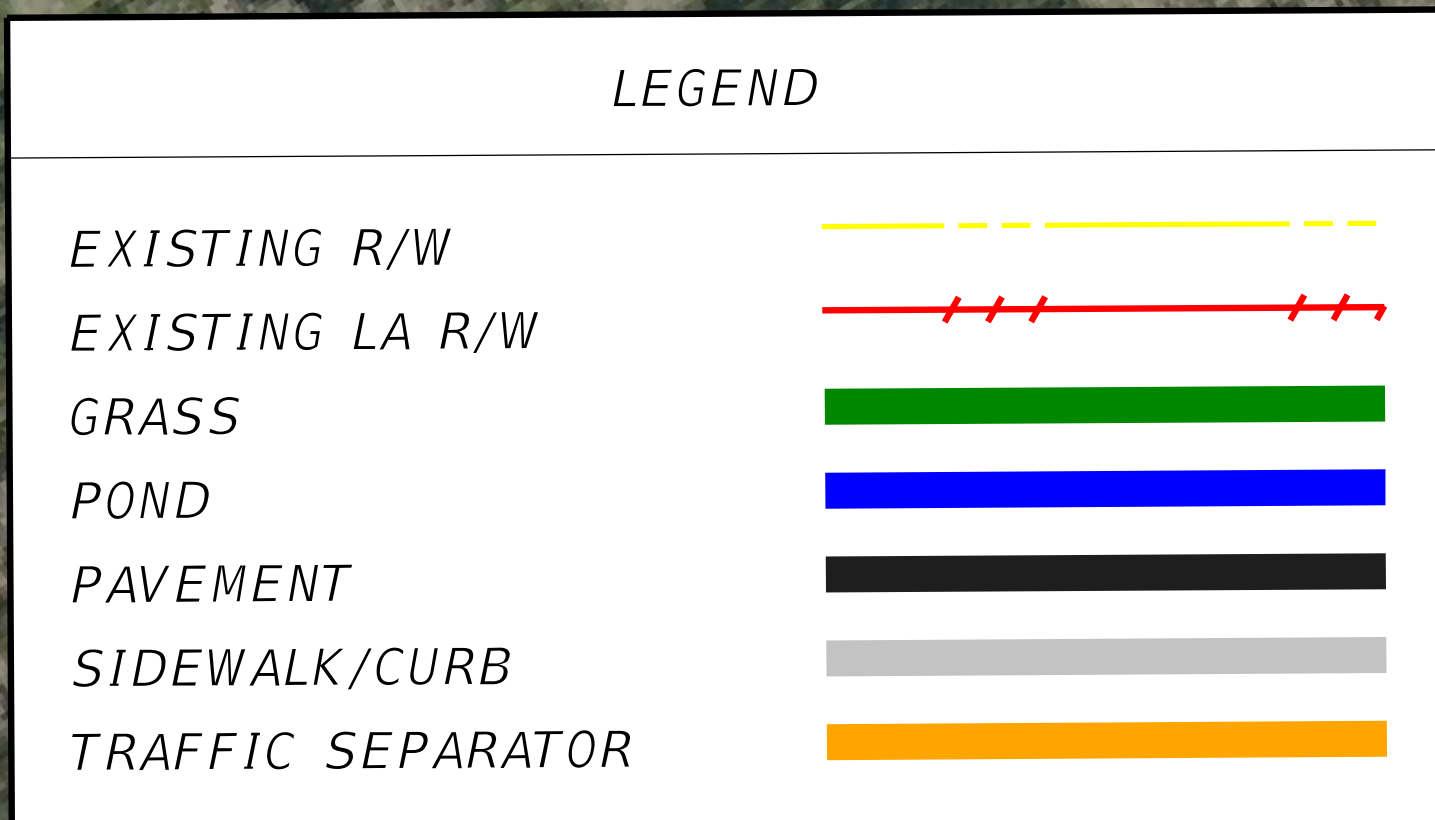 LEGEND
EXISTING R/W
EXISTING LA R/W
GRASS
POND
PAVEMENT
SIDEWALK/CURB
TRAFFIC SEPARATOR